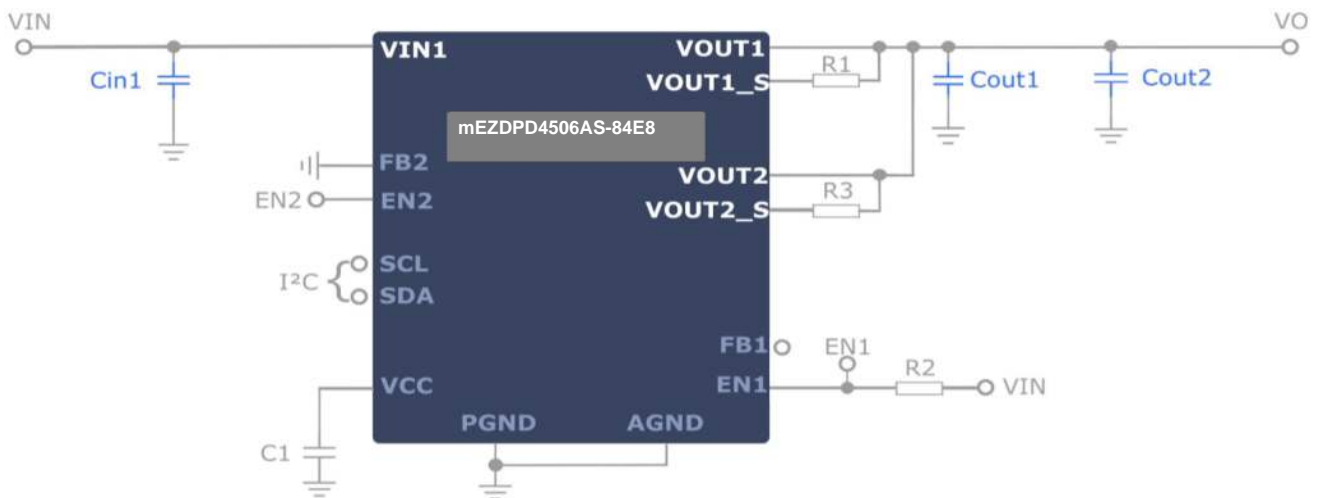 VIN
VO
VIN1
VOUT1
R1
Cin1
VOUT1_S
Cout1
Cout2
mEZDPD4506AS-84E8
FB2
VOUT2
R3
EN2
EN2
VOUT2_S
SCL
I²C
SDA
FB1
EN1
R2
VCC
EN1
VIN
PGND
AGND
C1